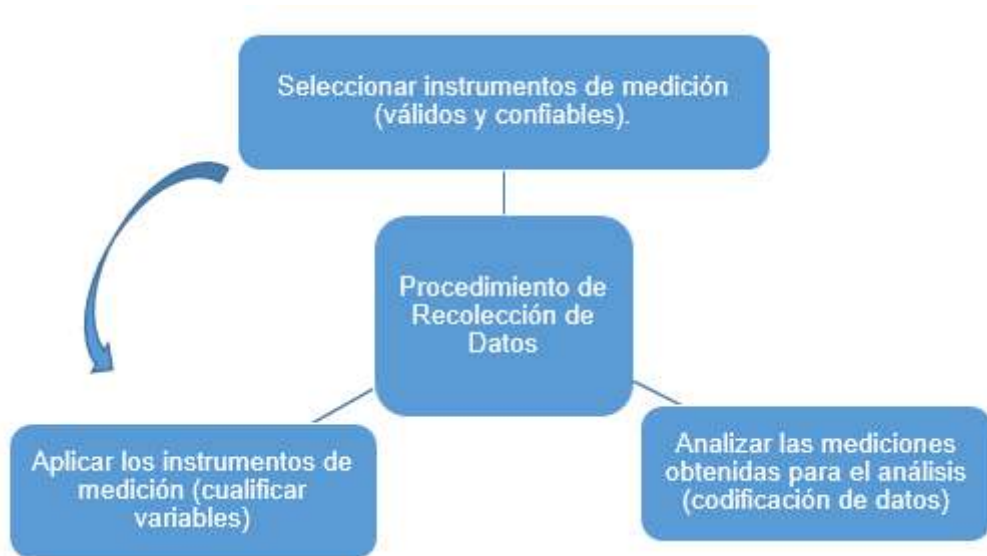 Seleccionar instrumentos de medición
(válidos y confiables).
Procedimiento de
Recolección de
Datos
Aplicar los instrumentos de
medición (cualificar
variables)
Analizar las mediciones
obtenidas para el análisis
(codificación de datos)